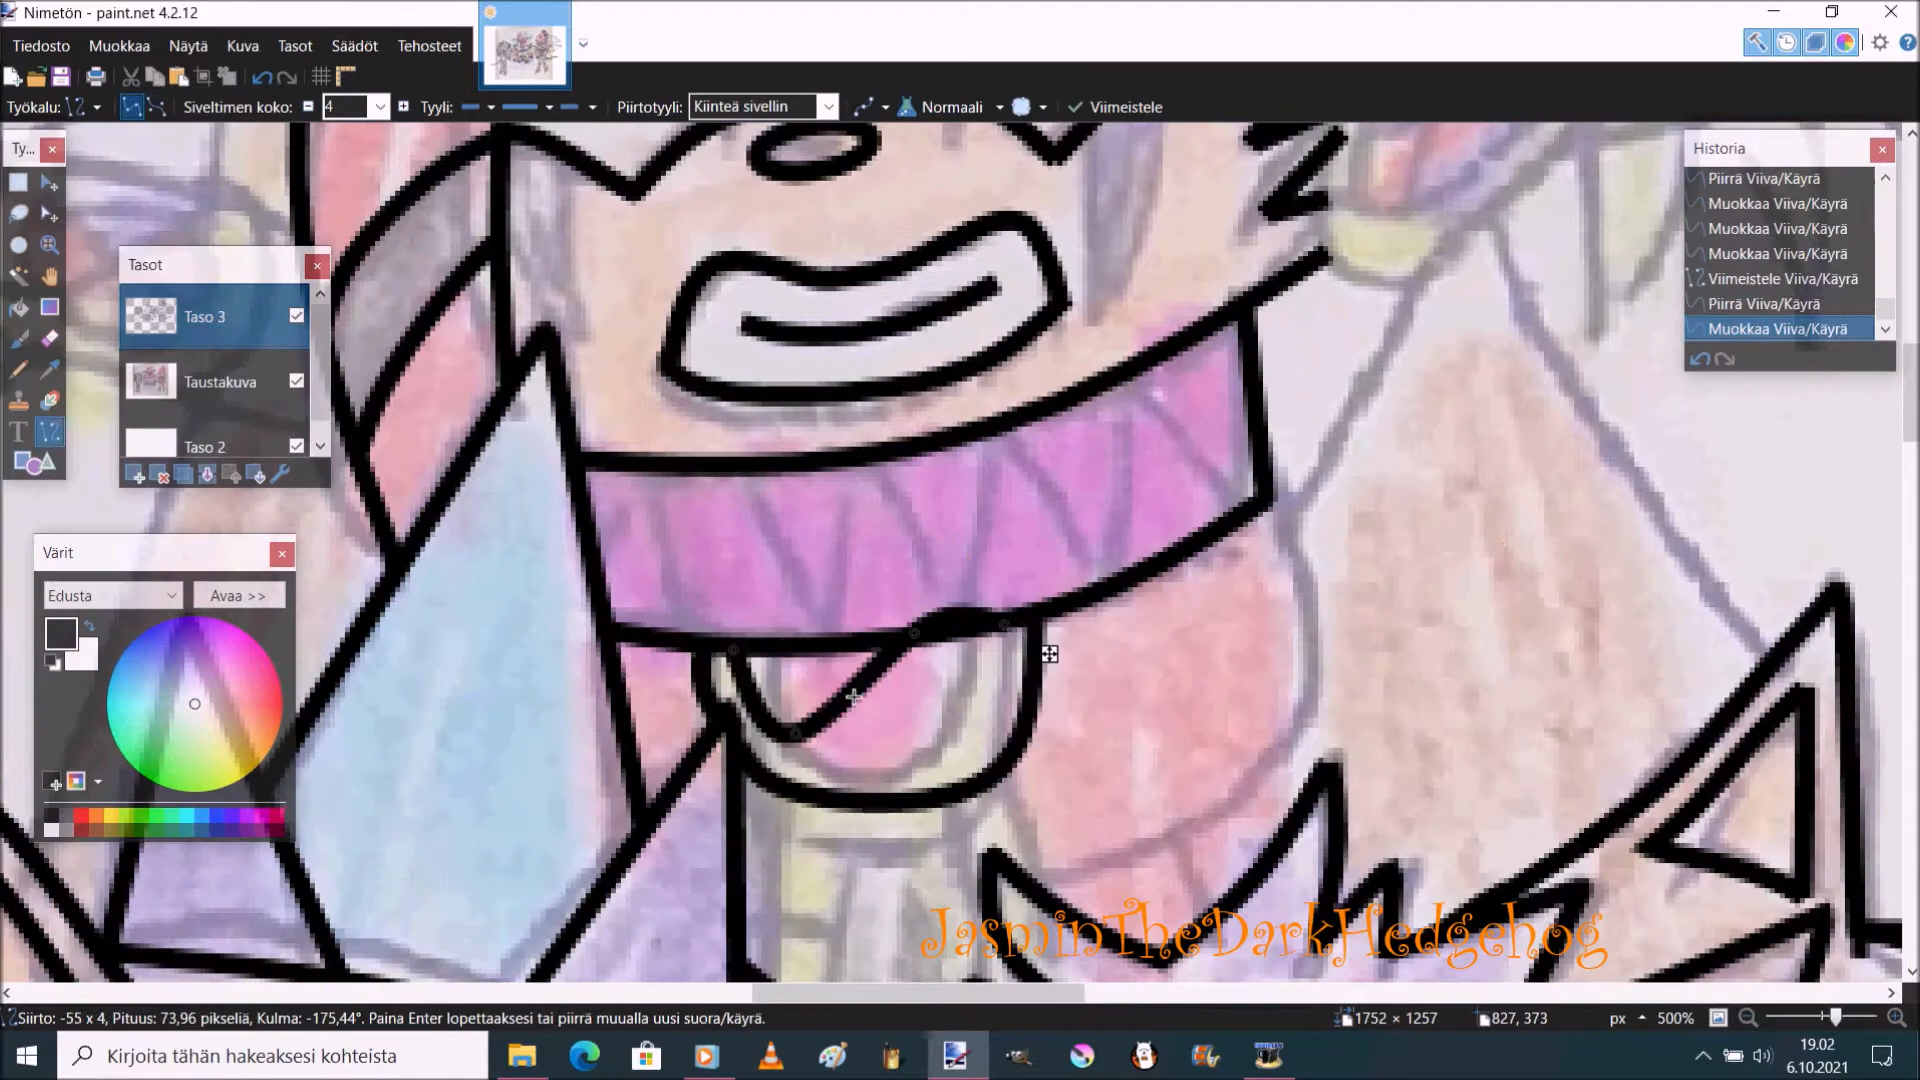 Nimetön - paint.net 4.2.12
Tiedosto Muokkaa Näytä Kuva Tasot Säädöt Tehosteet
Työkalu: Siveltimen koko: 4 Tyyli: Piirtotyyli: Kiinteä sivellin Normaali Viimeistele
Ty...
Historia
Piirrä Viiva/Käyrä
Muokkaa Viiva/Käyrä
Muokkaa Viiva/Käyrä
Muokkaa Viiva/Käyrä
Viimeistele Viiva/Käyrä
Piirrä Viiva/Käyrä
Muokkaa Viiva/Käyrä
Tasot
Taso 3
Taustakuva
Taso 2
Värit
Edusta Avaa >>
JasminTheDarkHedgehog
Siirto: -55 x 4, Pituus: 73,96 pikseliä, Kulma: -175,44°. Paina Enter lopettaaksesi tai piirrä muualla uusi suora/käyrä. 1752 × 1257 827, 373 px 500%
Kirjoita tähän hakeaksesi kohteista
19.02
6.10.2021